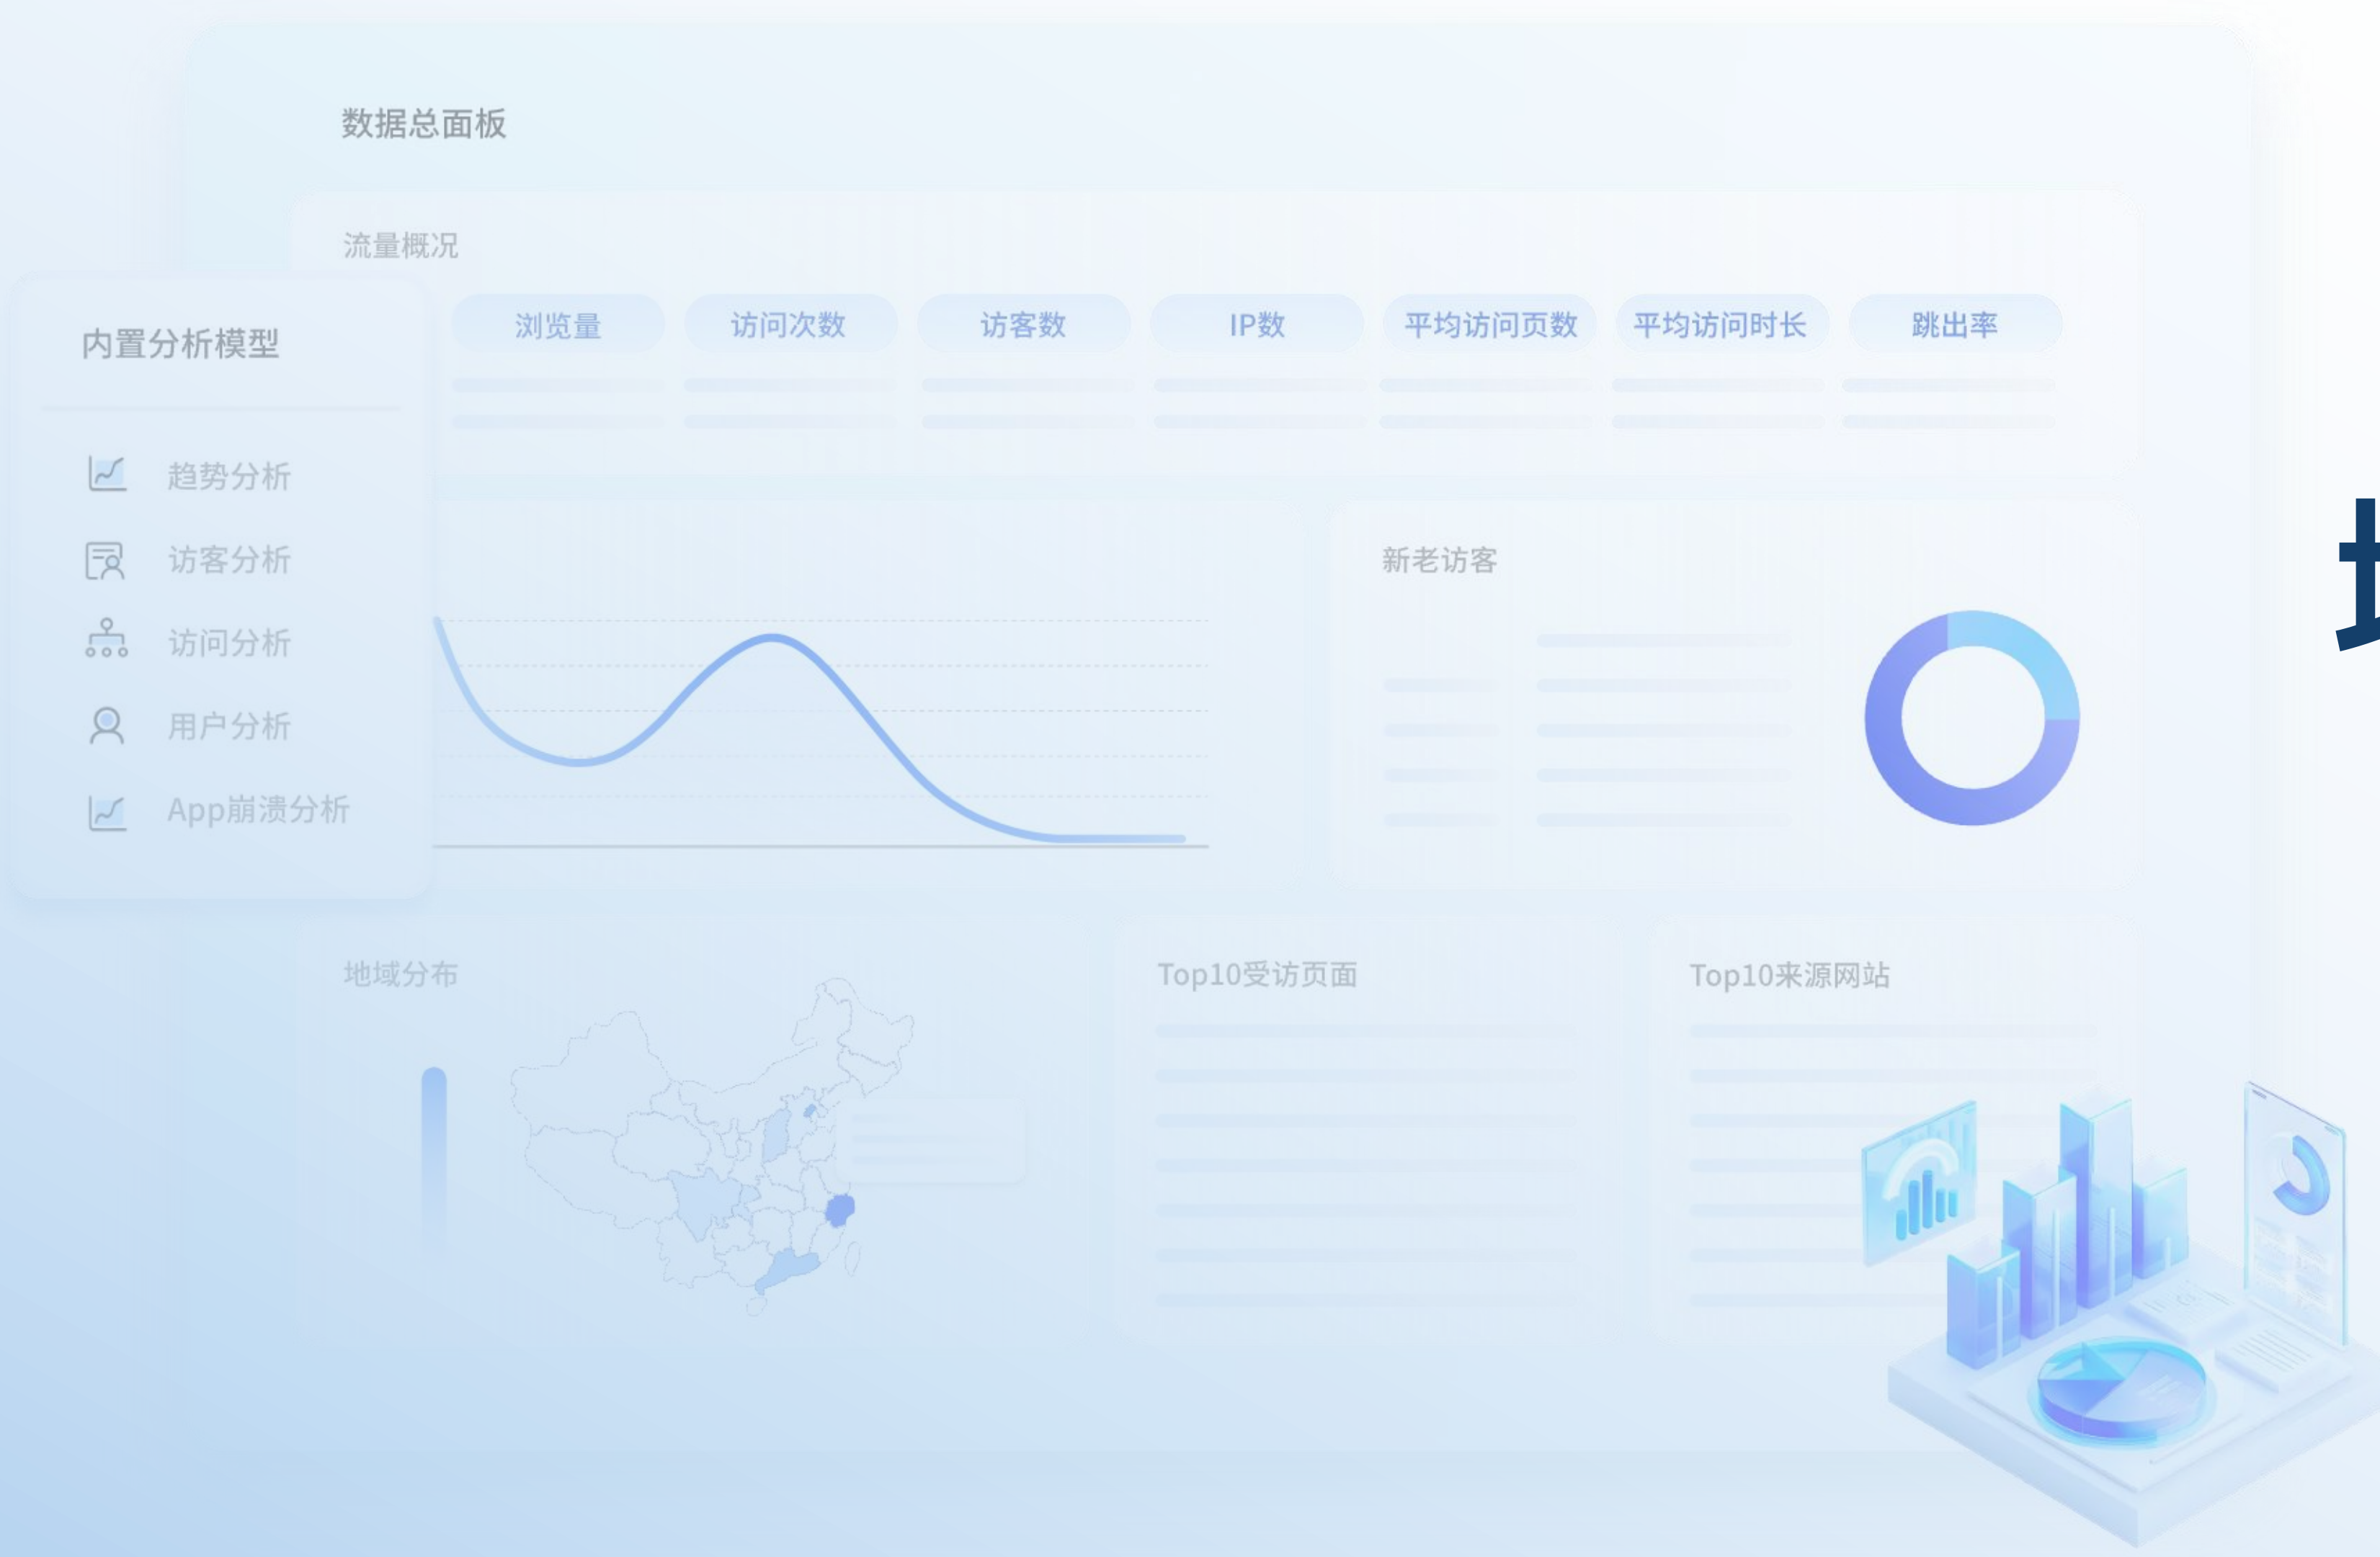 数据总面板
流量概况
浏览量 访问次数 访客数 IP数 平均访问页数 平均访问时长 跳出率
内置分析模型
趋势分析
访客分析
访问分析
用户分析
App崩溃分析
新老访客
地域分布
Top10受访页面
Top10来源网站